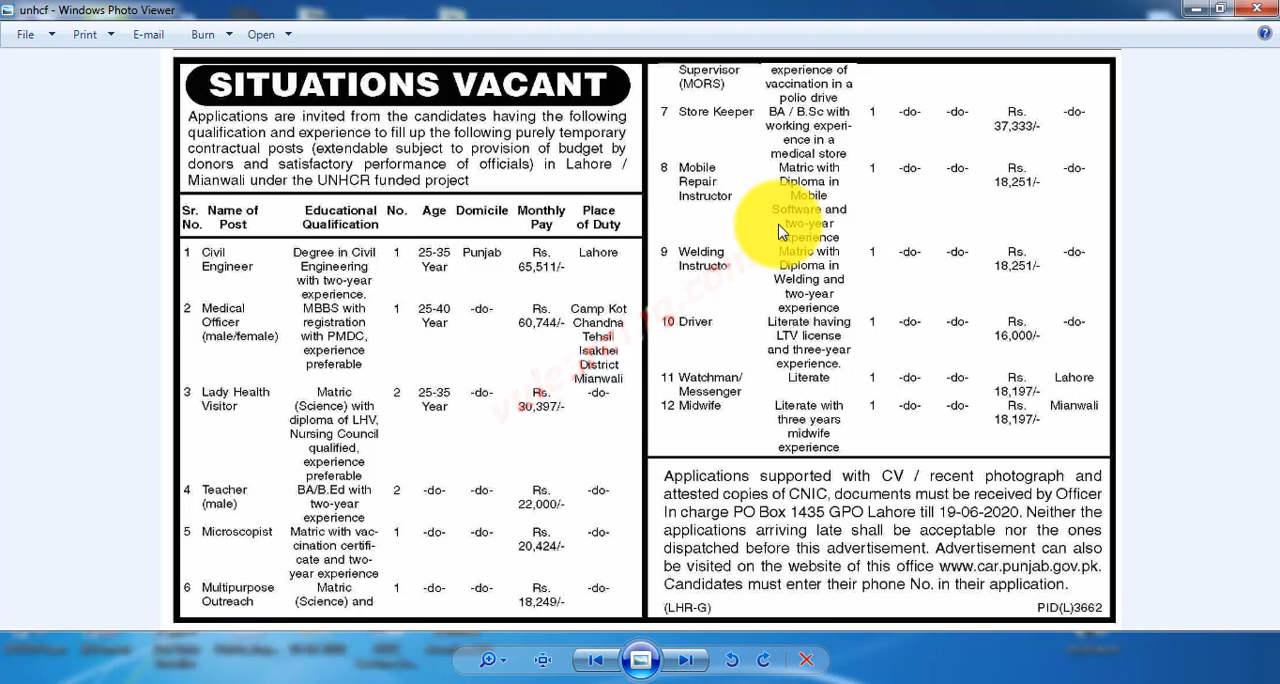 unhcf - Windows Photo Viewer
File Print E-mail Burn Open
SITUATIONS VACANT
Applications are invited from the candidates having the following
qualification and experience to fill up the following purely temporary
contractual posts (extendable subject to provision of budget by
donors and satisfactory performance of officials) in Lahore /
Mianwali under the UNHCR funded project
Sr. Name of Educational No. Age Domicile Monthly Place
No. Post Qualification Pay of Duty
1 Civil Degree in Civil 1 25-35 Punjab Rs. Lahore
Engineer Engineering Year 65,511/-
with two-year
experience.
2 Medical MBBS with 1 25-40 -do- Rs. Camp Kot
Officer registration Year 60,744/- Chandna
(male/female) with PMDC, Tehsil
experience Isakhel
preferable District
Mianwali
3 Lady Health Matric 2 25-35 -do- Rs. -do-
Visitor (Science) with Year 30,397/-
diploma of LHV,
Nursing Council
qualified,
experience
preferable
4 Teacher BA/B.Ed with 2 -do- -do- Rs. -do-
(male) two-year 22,000/-
experience
5 Microscopist Matric with vac- 1 -do- -do- Rs. -do-
cination certifi- 20,424/-
cate and two-
year experience
6 Multipurpose Matric 1 -do- -do- Rs. -do-
Outreach (Science) and 18,249/-
Supervisor experience of
(MORS) vaccination in a
polio drive
7 Store Keeper BA / B.Sc with 1 -do- -do- Rs. -do-
working experi- 37,333/-
ence in a
medical store
8 Mobile Matric with 1 -do- -do- Rs. -do-
Repair Diploma in 18,251/-
Instructor Mobile
Software and
two-year
experience
9 Welding Matric with 1 -do- -do- Rs. -do-
Instructor Diploma in 18,251/-
Welding and
two-year
experience
10 Driver Literate having 1 -do- -do- Rs. -do-
LTV license 16,000/-
and three-year
experience.
11 Watchman/ Literate 1 -do- -do- Rs. Lahore
Messenger 18,197/-
12 Midwife Literate with 1 -do- -do- Rs. Mianwali
three years 18,197/-
midwife
experience
Applications supported with CV / recent photograph and
attested copies of CNIC, documents must be received by Officer
In charge PO Box 1435 GPO Lahore till 19-06-2020. Neither the
applications arriving late shall be acceptable nor the ones
dispatched before this advertisement. Advertisement can also
be visited on the website of this office www.car.punjab.gov.pk.
Candidates must enter their phone No. in their application.
(LHR-G) PID(L)3662